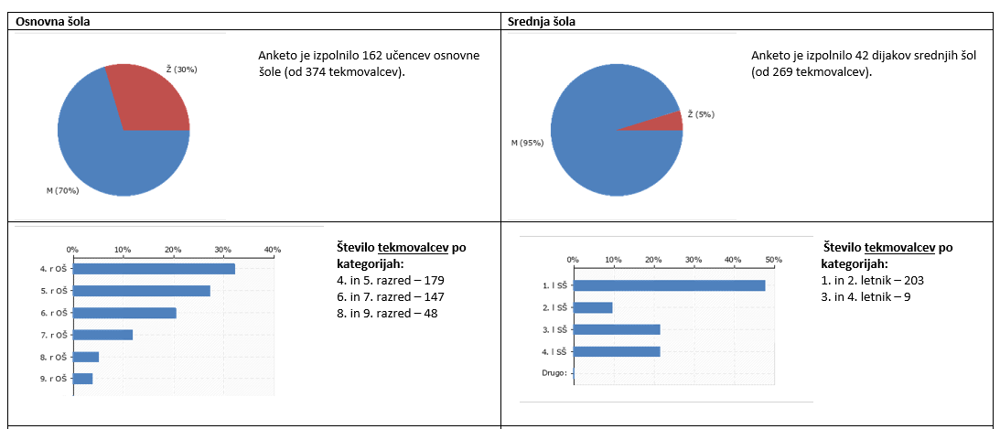 Osnovna šola
Srednja šola
Ž (30%)
M (70%)
Anketo je izpolnilo 162 učencev osnovne
šole (od 374 tekmovalcev).
Ž (5%)
M (95%)
Anketo je izpolnilo 42 dijakov srednjih šol
(od 269 tekmovalcev).
0% 10% 20% 30% 40%
4. r OŠ
5. r OŠ
6. r OŠ
7. r OŠ
8. r OŠ
9. r OŠ
Število tekmovalcev po
kategorijah:
4. in 5. razred – 179
6. in 7. razred – 147
8. in 9. razred – 48
0% 10% 20% 30% 40% 50%
1. l SŠ
2. l SŠ
3. l SŠ
4. l SŠ
Drugo:
Število tekmovalcev po
kategorijah:
1. in 2. letnik – 203
3. in 4. letnik – 9